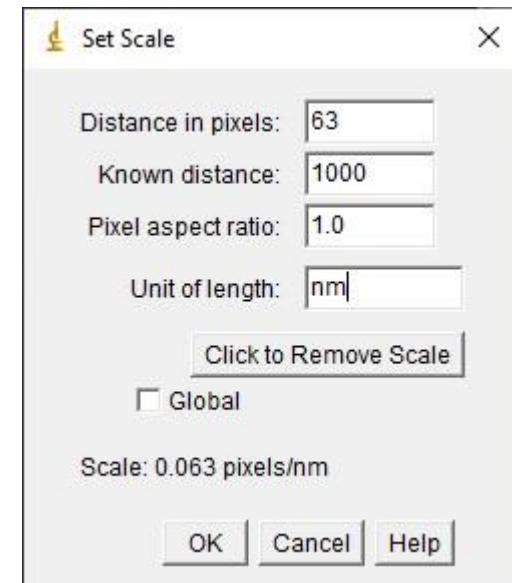 Set Scale
Distance in pixels: 63
Known distance: 1000
Pixel aspect ratio: 1.0
Unit of length: nm
Click to Remove Scale
Global
Scale: 0.063 pixels/nm
OK Cancel Help